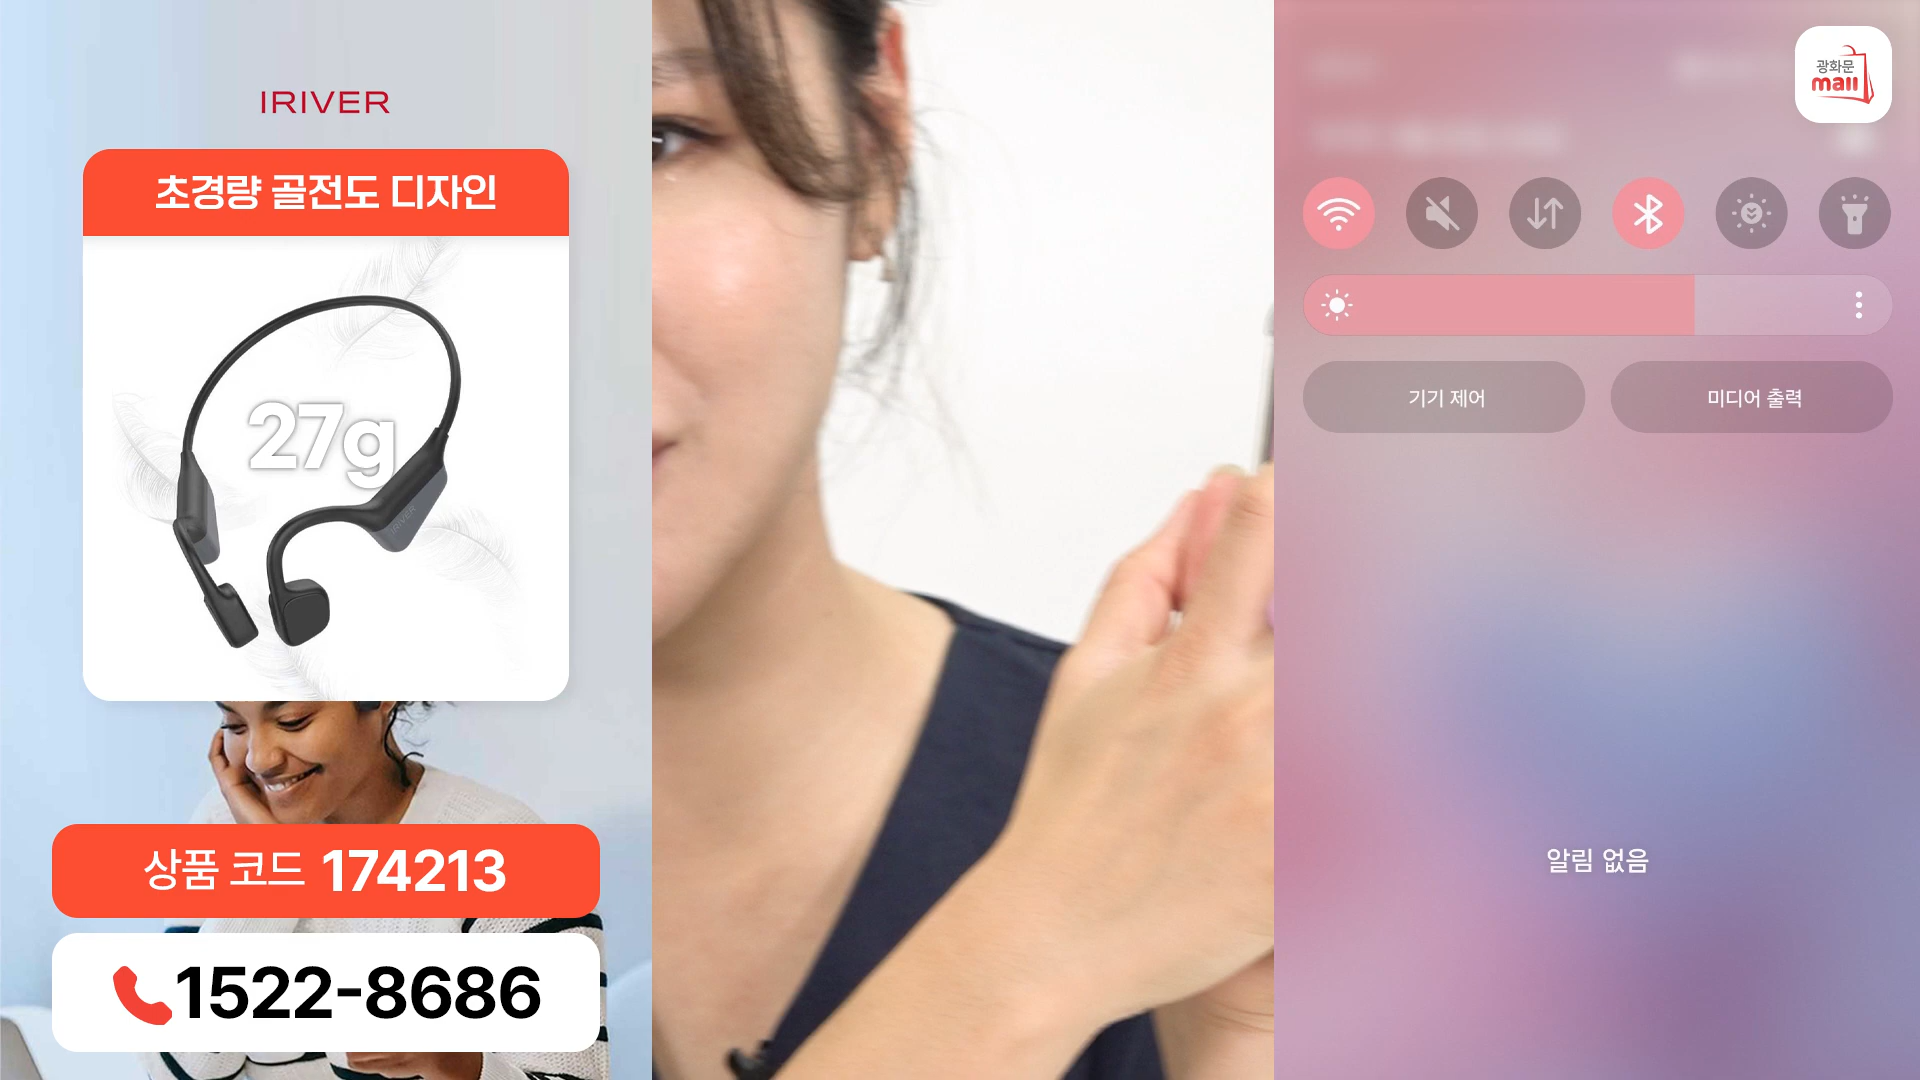 IRIVER
초경량 골전도 디자인
27g
IRIVER
상품 코드 174213
1522-8686
광화문
mall
기기 제어
미디어 출력
알림 없음